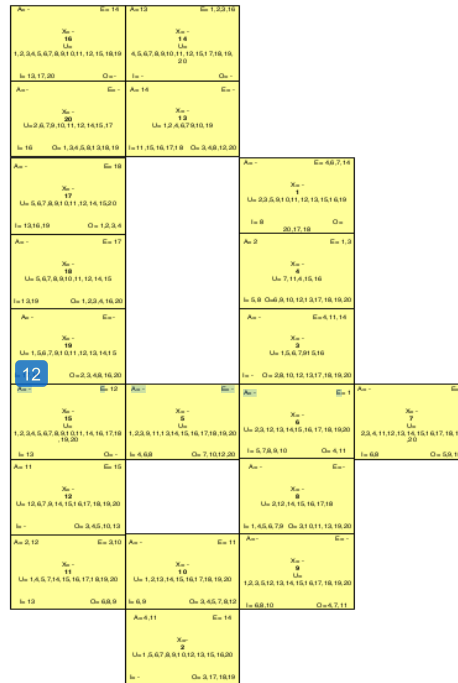 A= - E= 14
X= -
16
U=
1, 2,3,4,5,6,7,8,9,10,11, 12, 15, 18,19
I= 13, 17, 20 O= -
A= 13 E= 1,2,3,16
X= -
14
U=
4,5,6,7,8,9,10,11, 12, 15,17,18,19,
20
I= - O= -
A= - E= -
X= -
20
U= 2,6,7,9,10, 11, 12, 14,15,17
I= 16 O= 1,3,4,5,8,13,18,19
A= 14 E= -
X= -
13
U= 1,2,4,6,7,9,10,19
I= 11,15,16,17,18 O= 3,4,8,12,20
A= - E= 18
X= -
17
U= 5,6,7,8,9,10,11, 12, 14, 15,20
I= 13,16,19 O= 1,2,3,4
A= - E= 4,6,7,14
X= -
1
U= 2,3,5,9,10,11, 12, 13, 15,16,19
I= 8 O=
20,17,18
A= - E= 17
X= -
18
U= 5,6,7,8,9,10, 11, 12, 14, 15
I= 13,19 O= 1,2,3,4,16,20
A= 2 E= 1,3
X= -
4
U= 7, 11,4,15, 16
I= 5,8 O=6,9,10,12,13,17,18,19,20
A= - E= -
X= -
19
U= 1,5,6,7,9,10,11, 12, 13, 14,15
O= 2,3,4,8,16,20
A= - E= 4,11,14
X= -
3
U= 1,5,6,7,9,15,16
I= - O= 2,8,10,12,13,17,18,19,20
12
A= - E= 12
X= -
15
U=
1,2,3,4,5,6,7,8,9,10,11, 14, 16,17,18
,19,20
I= 13 O= -
A= - E= -
X= -
5
U=
1,2,3,9, 11, 13,14,15, 16,17,18,19,20
I= 4,6,8 O= 7,10,12,20
A= - E= 1
X= -
6
U= 2,3,12,13,14,15,16,17,18,19,20
I= 5,7,8,9,10 O= 4,11
A= -
X= -
7
U=
2,3,4,11,12,13,14,15,16,17,18,
,20
I= 6,8 O= 5,9,
A= 11 E= 15
X= -
12
U= 1,2,6,7,9,14,15,16,17,18,19,20
I= - O= 3,4,5,10,13
A= - E= -
X= -
8
U= 2,12,14, 15, 16,17,18
I= 1,4,5,6,7,9 O= 3,10,11,13,19,20
A= 2,12 E= 3,10
X= -
11
U= 1,4,5,7,14,15,16,17,18,19,20
I= 13 O= 6,8,9
A= - E= 11
X= -
10
U= 1,2,13,14,15,16,17,18,19,20
I= 6,9 O= 3,4,5,7,8,12
A= - E= -
X= -
9
U=
1,2,3,5,12,13,14,15,16,17,18,19,20
I= 6,8,10 O= 4,7,11
A= 4,11 E= 14
X= -
2
U= 1,5,6,7,8,9,10,12,13,15,16,20
I= - O= 3,17,18,19